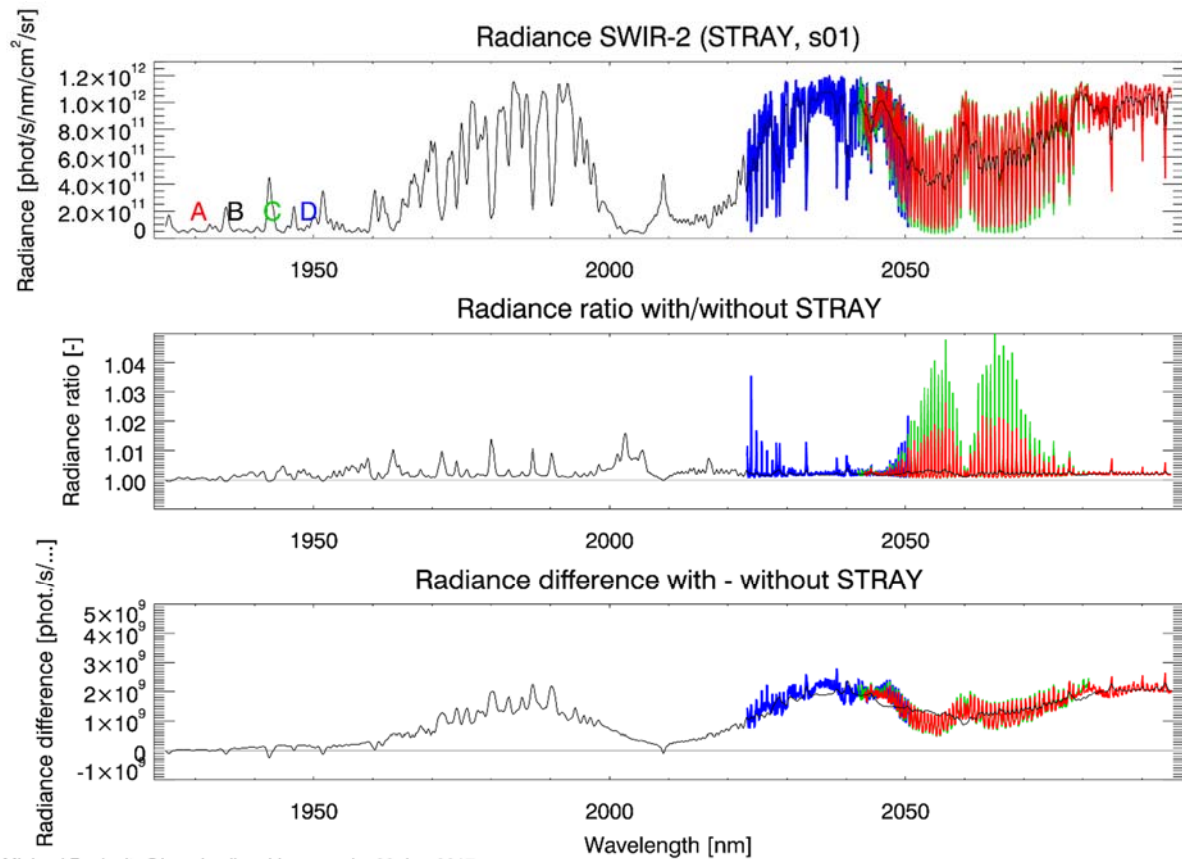 Radiance SWIR-2 (STRAY, s01)
Radiance [phot/s/nm/cm²/sr]
1.2×10¹²
1.0×10¹²
8.0×10¹¹
6.0×10¹¹
4.0×10¹¹
2.0×10¹¹
0
A B C D
1950 2000 2050
Radiance ratio with/without STRAY
Radiance ratio [-]
1.04
1.03
1.02
1.01
1.00
1950 2000 2050
Radiance difference with - without STRAY
Radiance difference [phot./s/...]
5×10⁹
4×10⁹
3×10⁹
2×10⁹
1×10⁹
0
-1×10⁹
1950 2000 2050
Wavelength [nm]